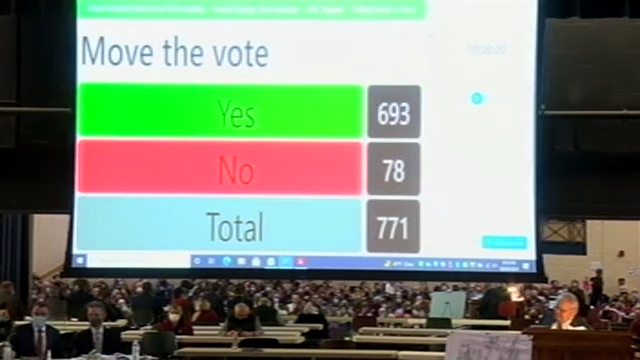 Move the vote
Yes 693
No 78
Total 771